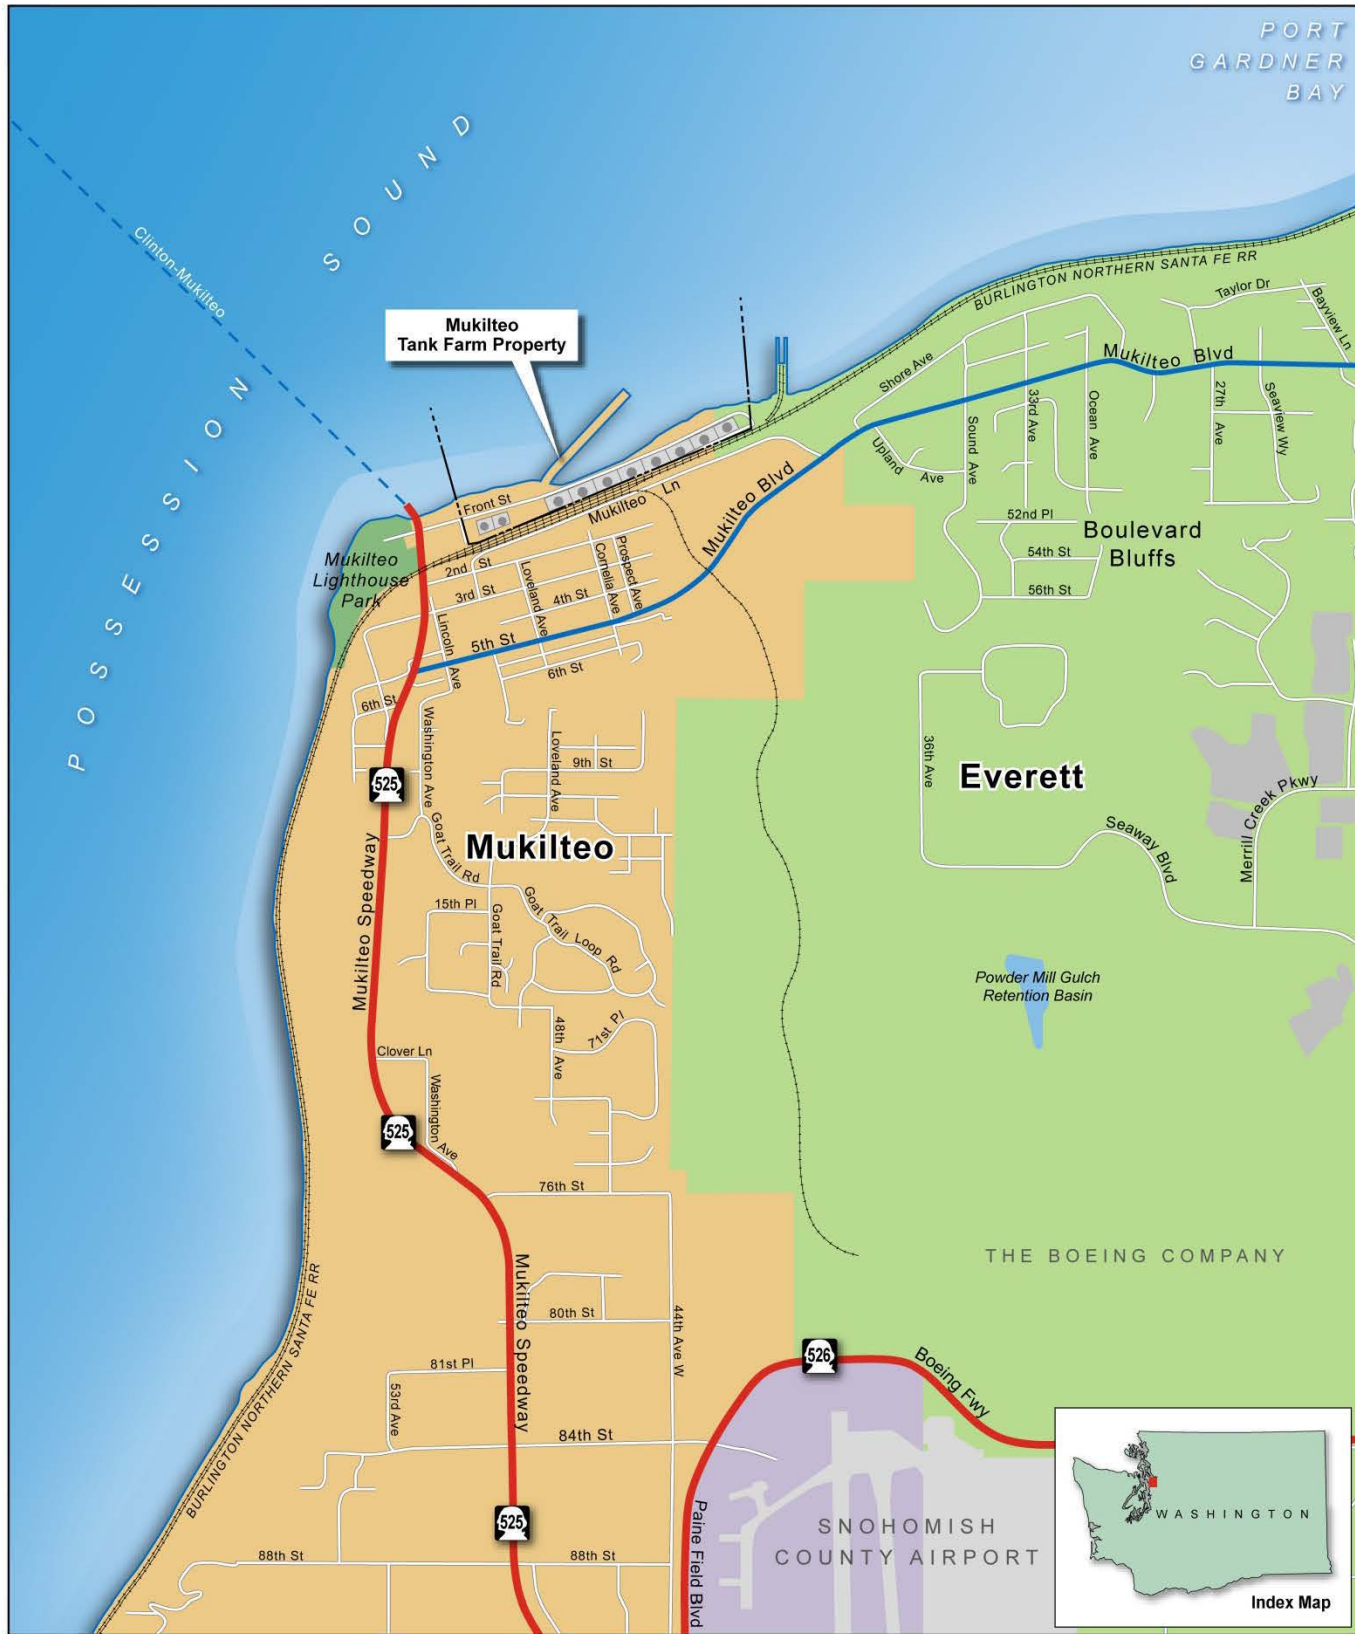 PORT
GARDNER
BAY
POSSESSION SOUND
Clinton-Mukilteo
Mukilteo
Tank Farm Property
BURLINGTON NORTHERN SANTA FE RR
Taylor Dr
Bayview Ln
Mukilteo Blvd
Shore Ave
33rd Ave
Ocean Ave
27th Ave
Seaview Wy
Sound Ave
Upland Ave
Mukilteo Blvd
Front St
Mukilteo Ln
52nd Pl
Boulevard
Bluffs
54th St
56th St
Mukilteo
Lighthouse
Park
2nd St
3rd St
Loveland Ave
4th St
Cornelia Ave
Prospect Ave
Lincoln Ave
5th St
6th St
6th St
Washington Ave
Loveland Ave
9th St
36th Ave
Everett
525
Merrill Creek Pkwy
Seaway Blvd
Mukilteo
Mukilteo Speedway
Goat Trail Rd
15th Pl
Goat Trail Rd
Goat Trail Loop Rd
Powder Mill Gulch
Retention Basin
48th Ave
71st Pl
Clover Ln
Washington Ave
525
76th St
THE BOEING COMPANY
Mukilteo Speedway
80th St
44th Ave W
BURLINGTON NORTHERN SANTA FE RR
526
Boeing Fwy
81st Pl
53rd Ave
84th St
525
Paine Field Blvd
SNOHOMISH
COUNTY AIRPORT
88th St
88th St
WASHINGTON
Index Map